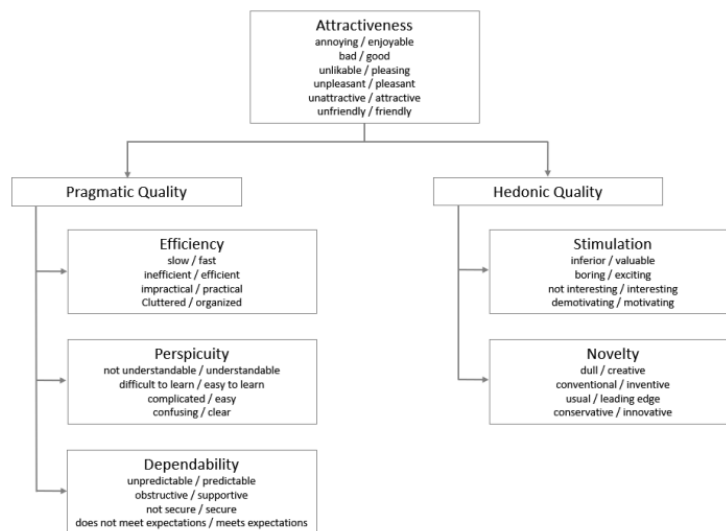 Attractiveness
annoying / enjoyable
bad / good
unlikable / pleasing
unpleasant / pleasant
unattractive / attractive
unfriendly / friendly
Pragmatic Quality
Efficiency
slow / fast
inefficient / efficient
impractical / practical
Cluttered / organized
Perspicuity
not understandable / understandable
difficult to learn / easy to learn
complicated / easy
confusing / clear
Dependability
unpredictable / predictable
obstructive / supportive
not secure / secure
does not meet expectations / meets expectations
Hedonic Quality
Stimulation
inferior / valuable
boring / exciting
not interesting / interesting
demotivating / motivating
Novelty
dull / creative
conventional / inventive
usual / leading edge
conservative / innovative